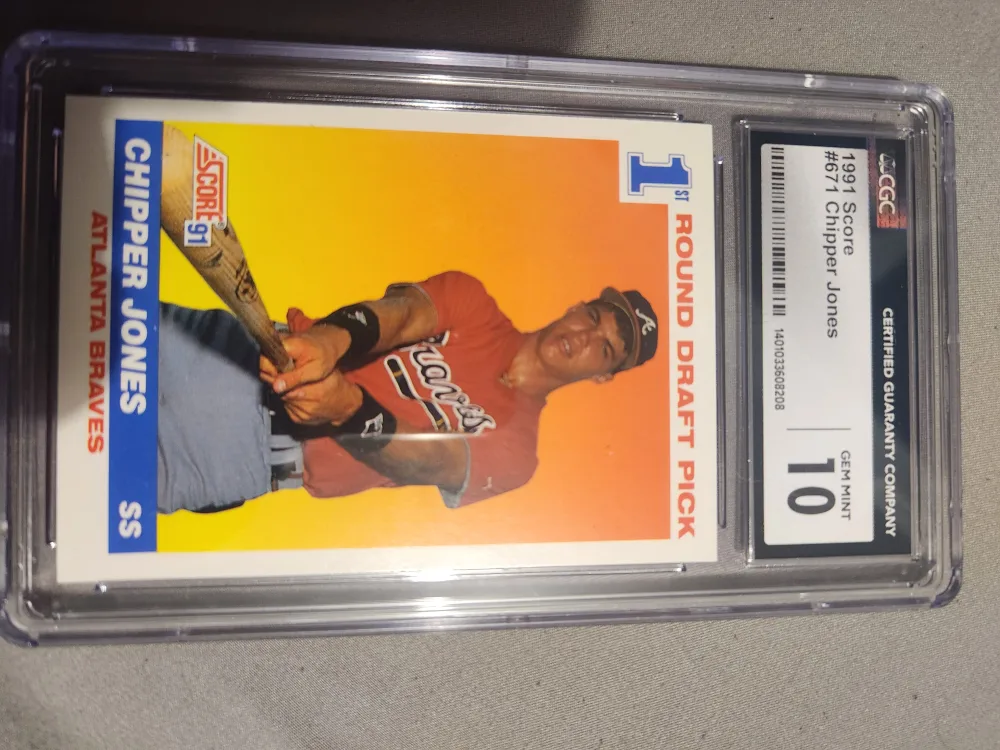 CGC
CERTIFIED GUARANTY COMPANY
1991 Score
#671 Chipper Jones
GEM MINT
10
1401033608208
1ST ROUND DRAFT PICK
A
Braves
SCORE
91
CHIPPER JONES SS
ATLANTA BRAVES